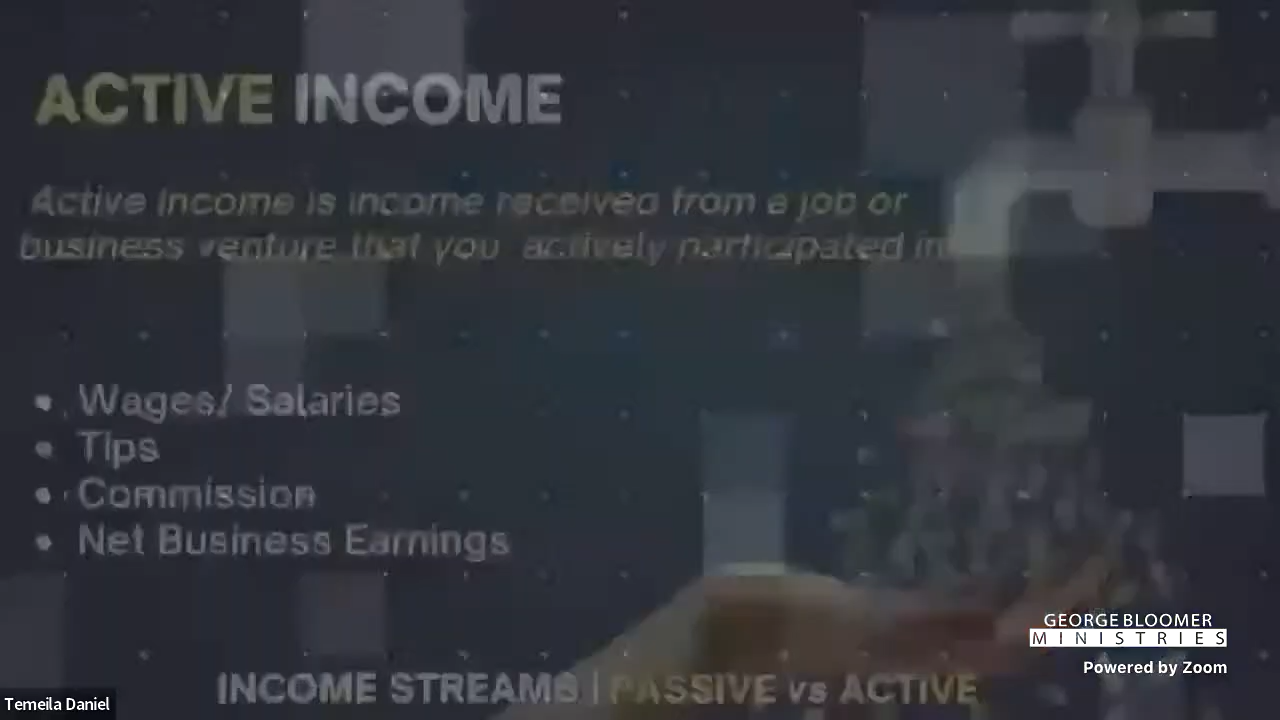 ACTIVE INCOME
Active Income is income received from a job or
business venture that you actively participated in
• Wages/ Salaries
• Tips
• Commission
• Net Business Earnings
GEORGE BLOOMER
MINISTRIES
Powered by Zoom
INCOME STREAMS | PASSIVE vs ACTIVE
Temeila Daniel